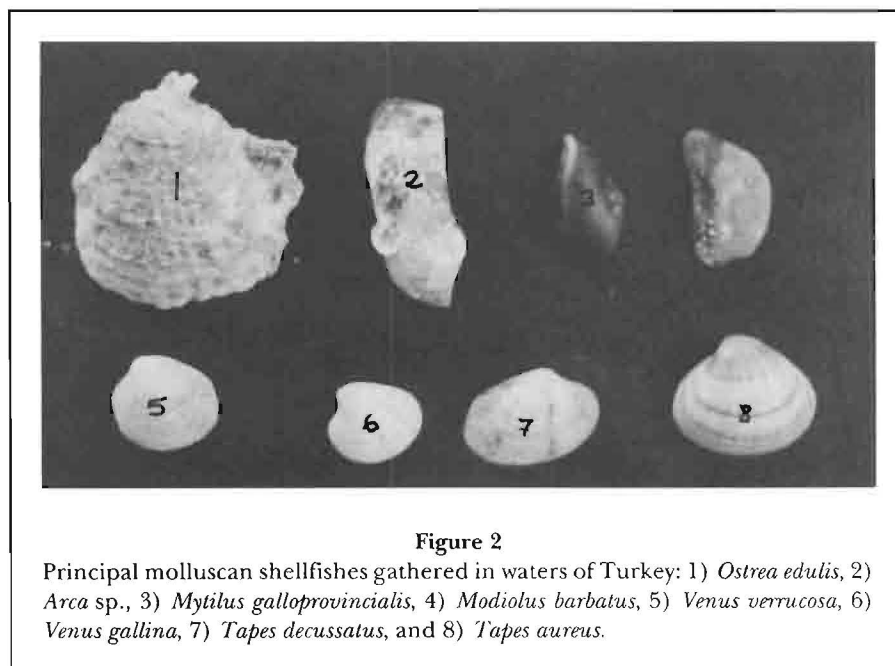 1 2 3
5 6 7 8
Figure 2
Principal molluscan shellfishes gathered in waters of Turkey: 1) Ostrea edulis, 2)
Arca sp., 3) Mytilus galloprovincialis, 4) Modiolus barbatus, 5) Venus verrucosa, 6)
Venus gallina, 7) Tapes decussatus, and 8) Tapes aureus.